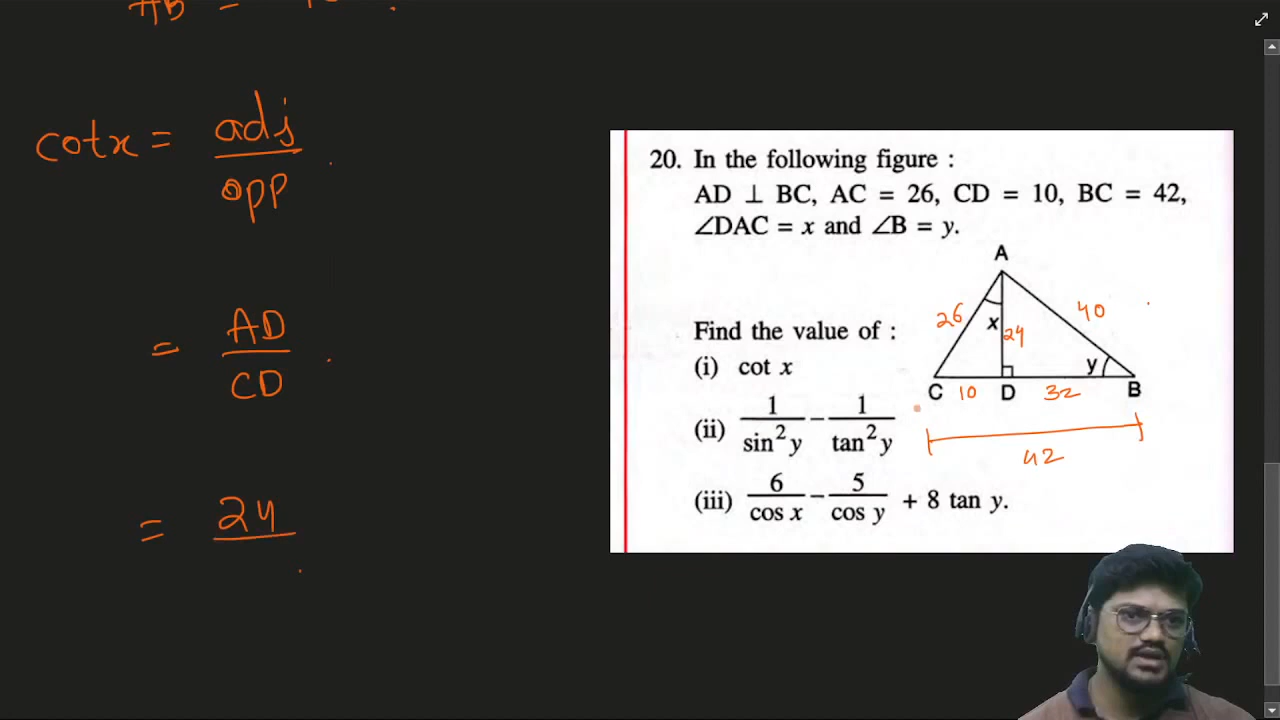 AB =
cotx = adj
opp
= AD
CD
= 24
20. In the following figure :
AD ⊥ BC, AC = 26, CD = 10, BC = 42,
∠DAC = x and ∠B = y.
A
26 x 24 40
Find the value of :
(i) cot x
y
C 10 D 32 B
(ii) 1/sin²y − 1/tan²y
42
(iii) 6/cos x − 5/cos y + 8 tan y.